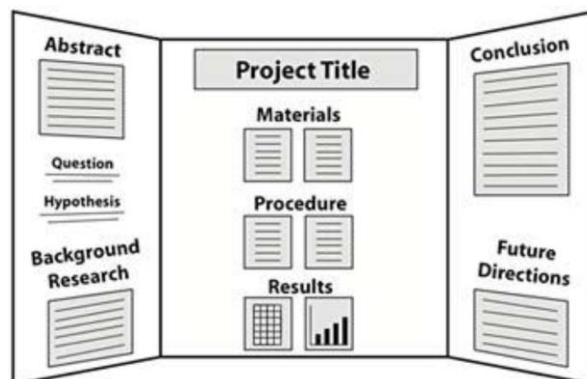 Abstract
Question
Hypothesis
Background
Research
Project Title
Materials
Procedure
Results
Conclusion
Future
Directions